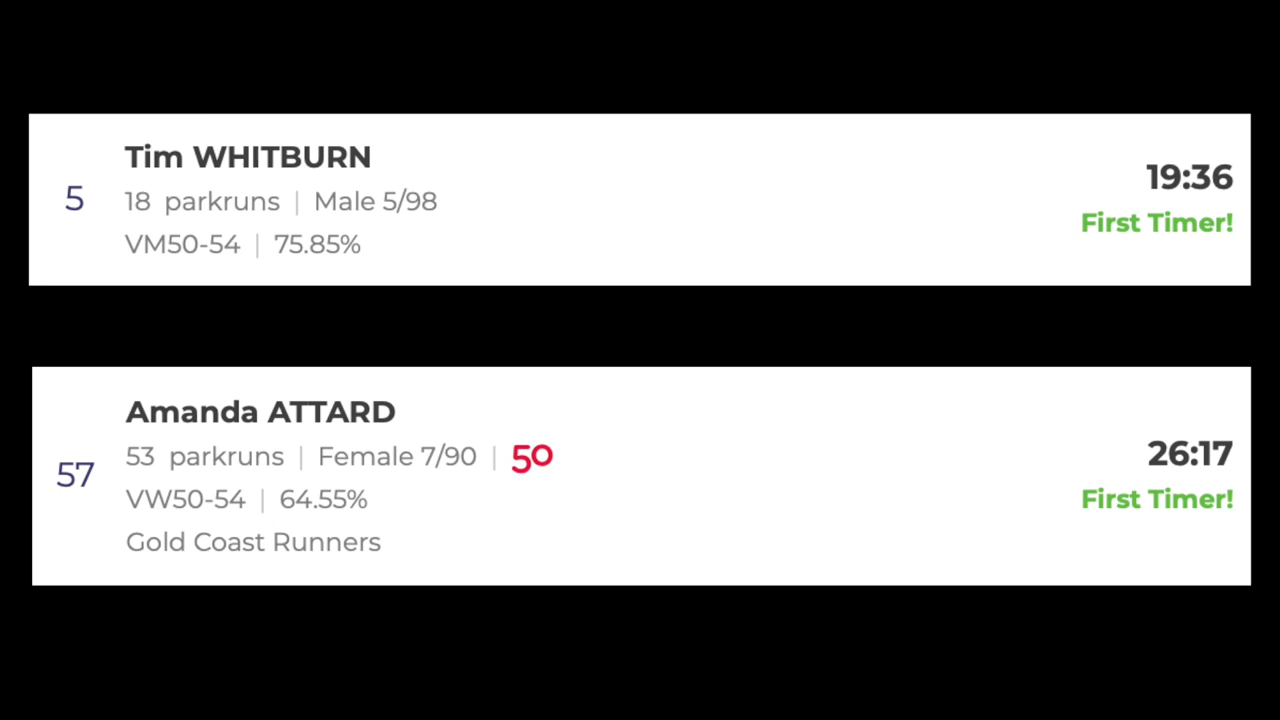 5
Tim WHITBURN
18 parkruns | Male 5/98
VM50-54 | 75.85%
19:36
First Timer!
57
Amanda ATTARD
53 parkruns | Female 7/90 | 50
VW50-54 | 64.55%
Gold Coast Runners
26:17
First Timer!